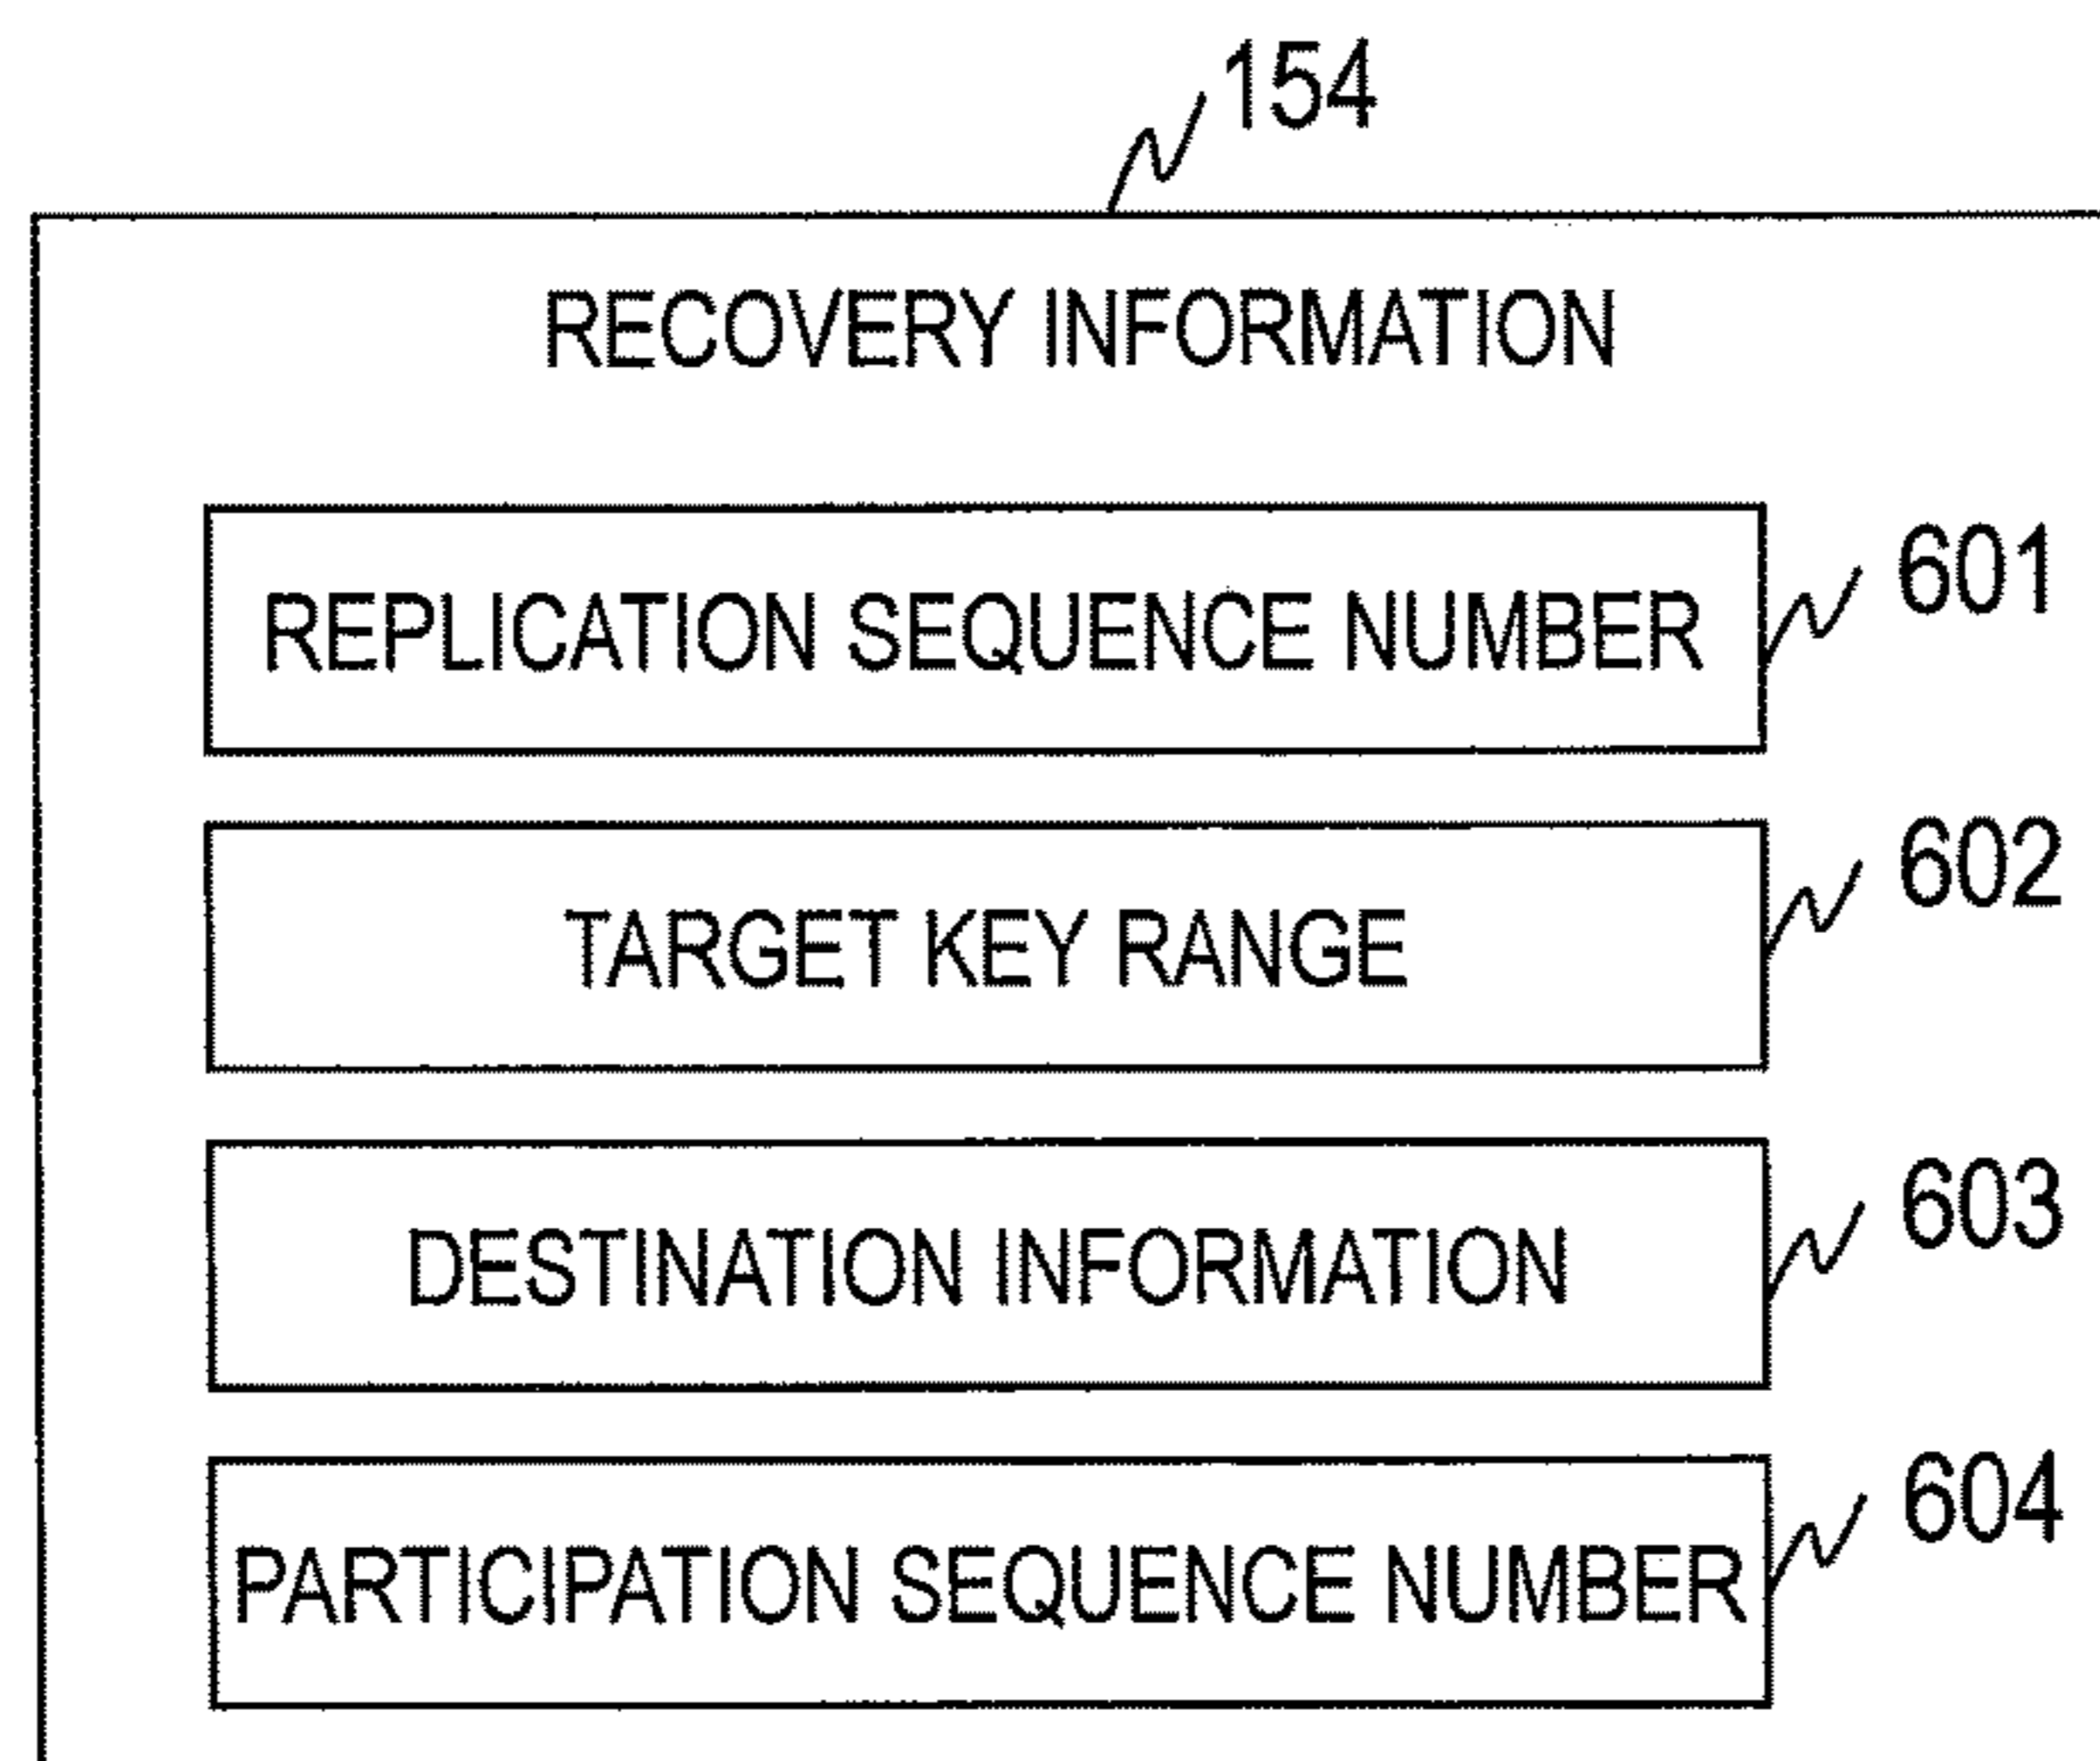 154
RECOVERY INFORMATION
REPLICATION SEQUENCE NUMBER
601
TARGET KEY RANGE
602
DESTINATION INFORMATION
603
PARTICIPATION SEQUENCE NUMBER
604